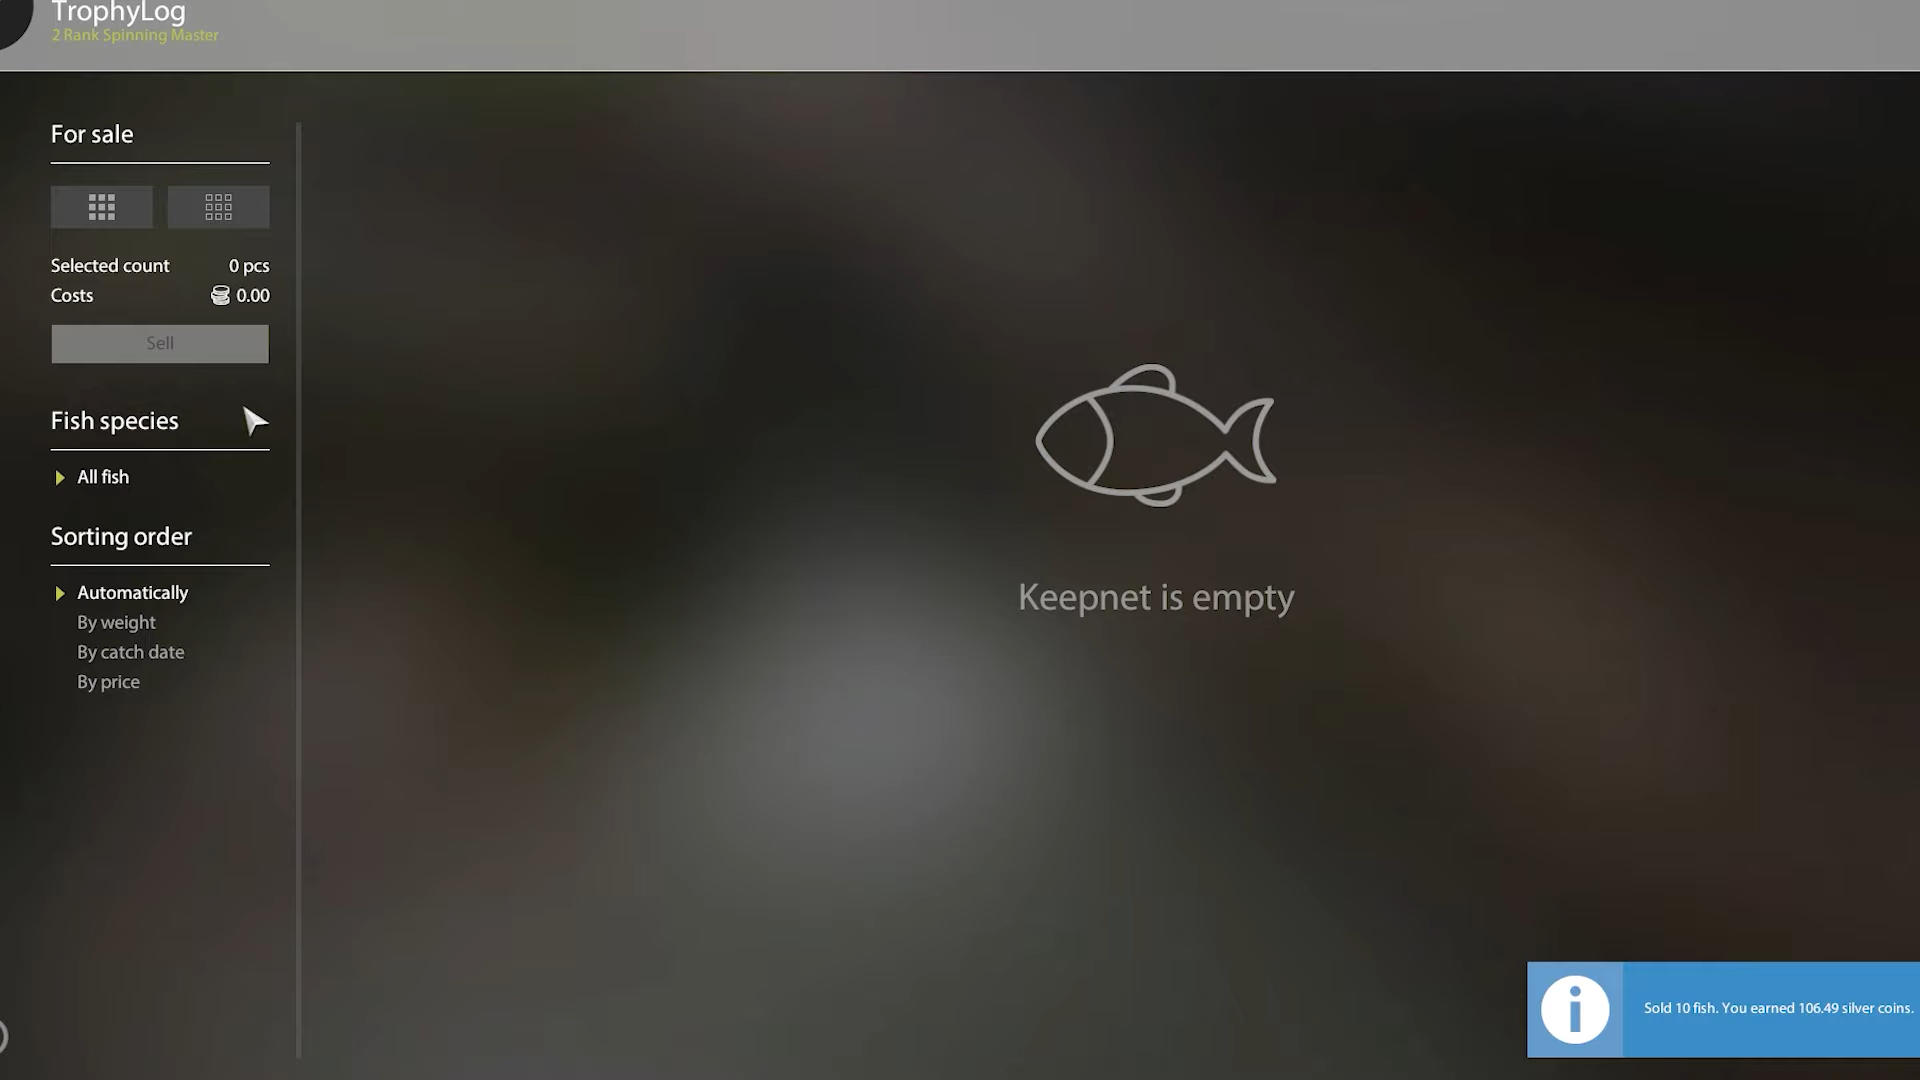 TrophyLog
2 Rank Spinning Master
For sale
Selected count 0 pcs
Costs 0.00
Sell
Fish species
All fish
Sorting order
Automatically
By weight
By catch date
By price
Keepnet is empty
Sold 10 fish. You earned 106.49 silver coins.